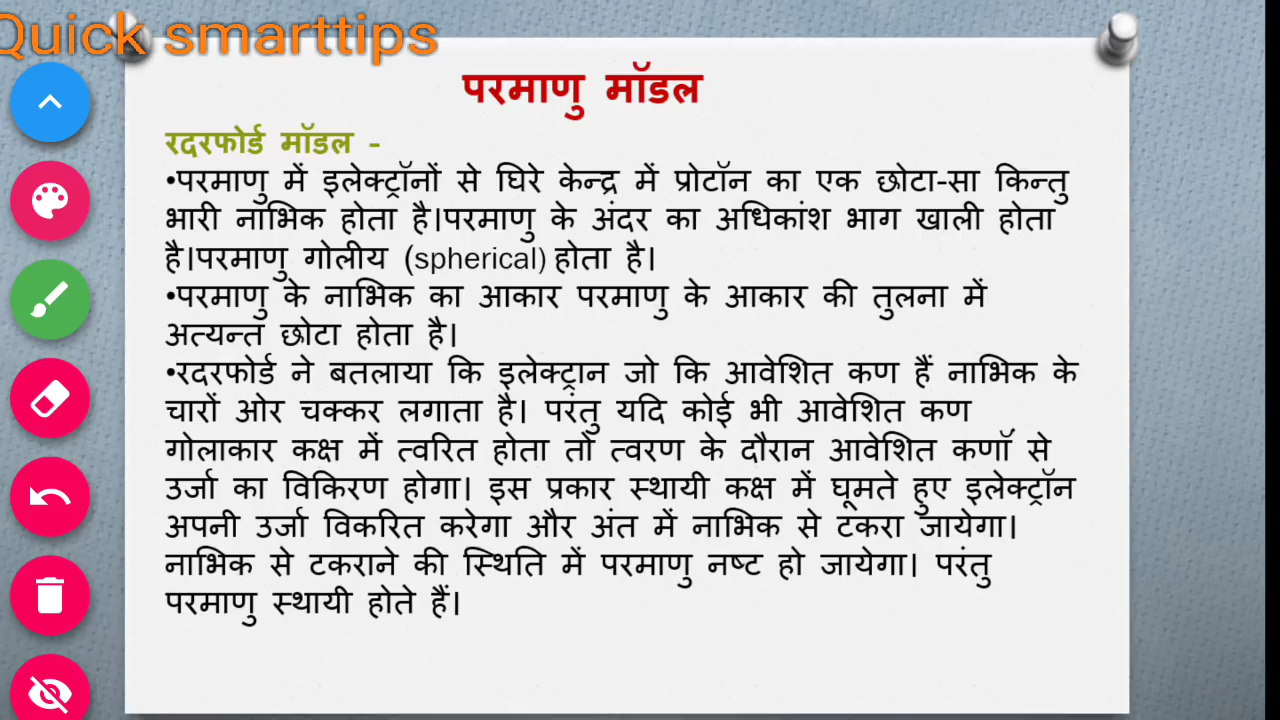 Quick smarttips
परमाणु मॉडल
रदरफोर्ड मॉडल -
•परमाणु में इलेक्ट्रॉनों से घिरे केन्द्र में प्रोटॉन का एक छोटा-सा किन्तु
भारी नाभिक होता है।परमाणु के अंदर का अधिकांश भाग खाली होता
है।परमाणु गोलीय (spherical) होता है।
•परमाणु के नाभिक का आकार परमाणु के आकार की तुलना में
अत्यन्त छोटा होता है।
•रदरफोर्ड ने बतलाया कि इलेक्ट्रान जो कि आवेशित कण हैं नाभिक के
चारों ओर चक्कर लगाता है। परंतु यदि कोई भी आवेशित कण
गोलाकार कक्ष में त्वरित होता तो त्वरण के दौरान आवेशित कणाॅ से
उर्जा का विकिरण होगा। इस प्रकार स्थायी कक्ष में घूमते हुए इलेक्ट्रॉन
अपनी उर्जा विकरित करेगा और अंत में नाभिक से टकरा जायेगा।
नाभिक से टकराने की स्थिति में परमाणु नष्ट हो जायेगा। परंतु
परमाणु स्थायी होते हैं।